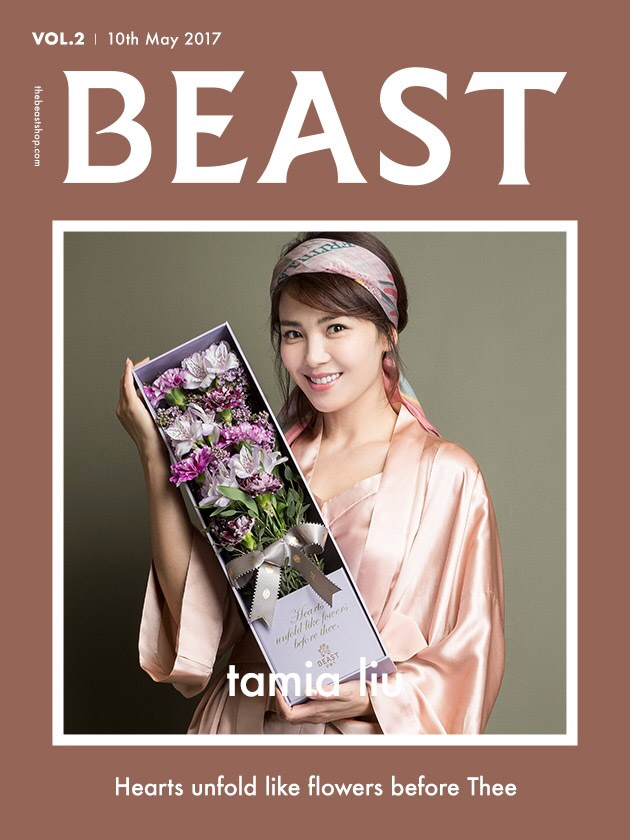 VOL.2 | 10th May 2017
thebeastshop.com
BEAST
Hearts
unfold like flowers
before thee.
BEAST
tamia liu
Hearts unfold like flowers before Thee